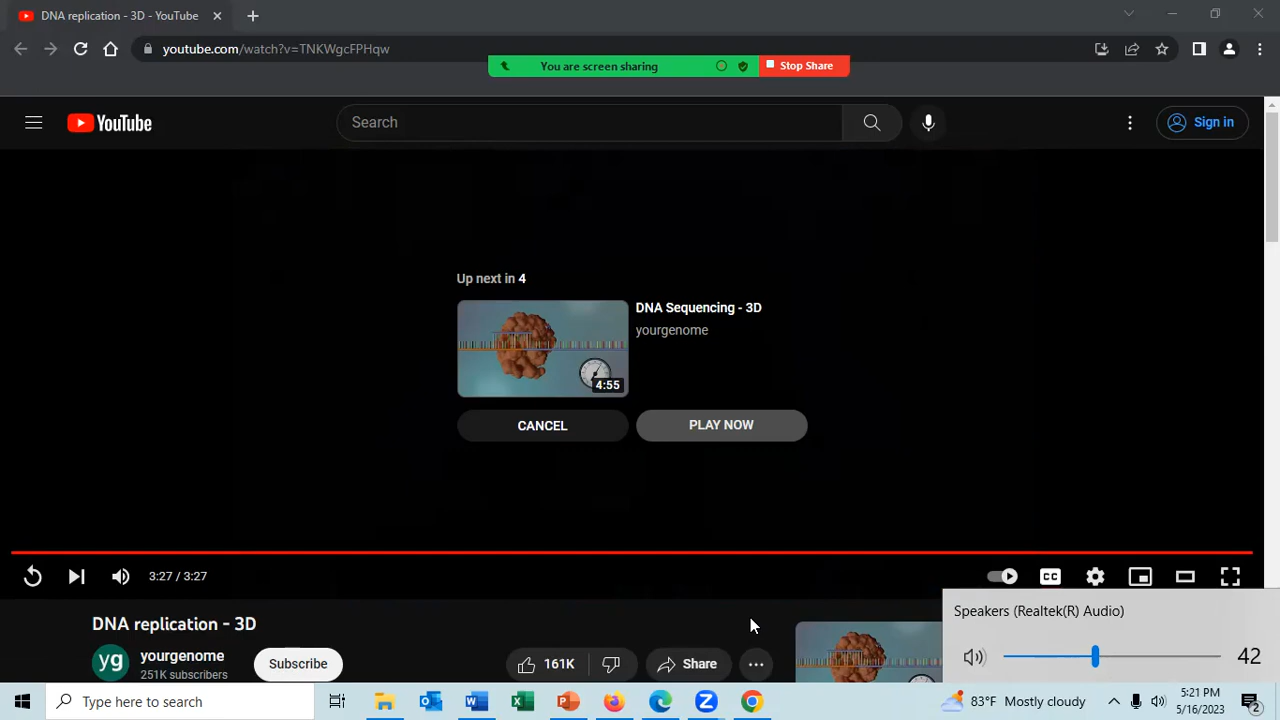 DNA replication - 3D - YouTube
youtube.com/watch?v=TNKWgcFPHqw
You are screen sharing
Stop Share
YouTube
Search
Sign in
Up next in 4
DNA Sequencing - 3D
yourgenome
4:55
CANCEL
PLAY NOW
3:27 / 3:27
CC
DNA replication - 3D
yg
yourgenome
251K subscribers
Subscribe
161K
Share
Speakers (Realtek(R) Audio)
42
Type here to search
83°F Mostly cloudy
5:21 PM
5/16/2023
2